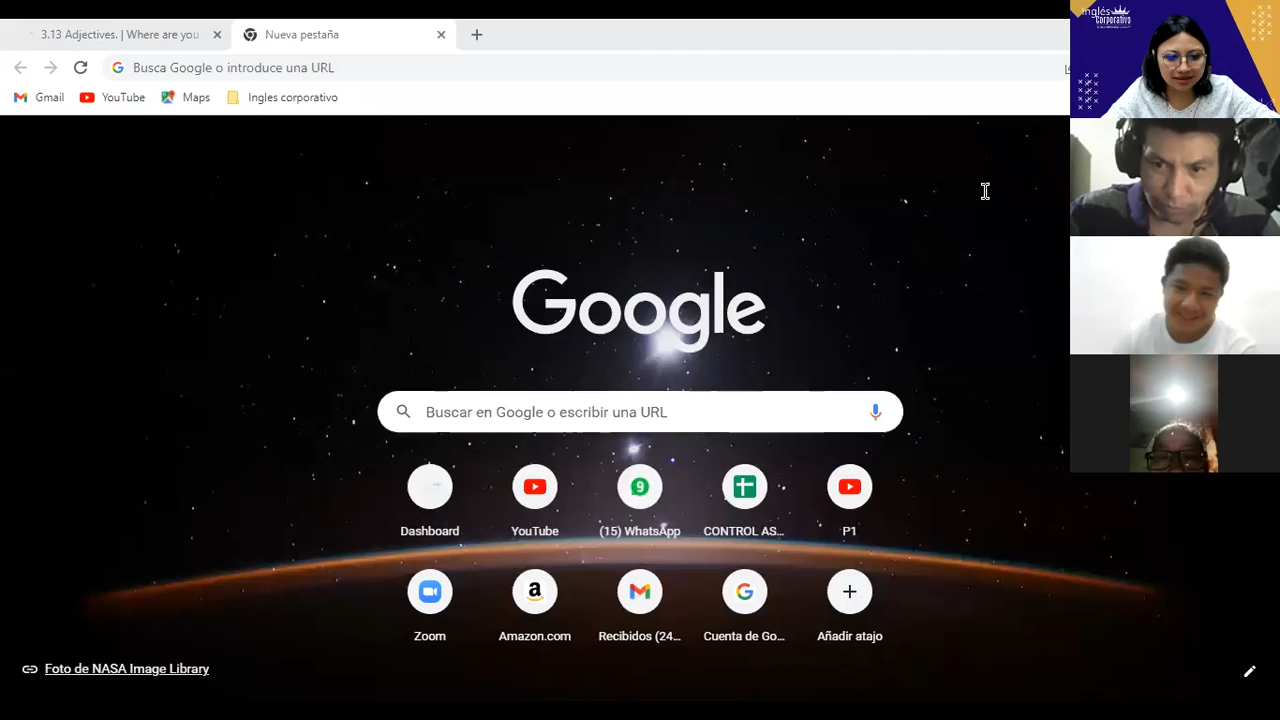 3.13 Adjectives. | Where are you
Nueva pestaña
Busca Google o introduce una URL
Gmail
YouTube
Maps
Ingles corporativo
Inglés
Corporativo
Google
Buscar en Google o escribir una URL
Dashboard
YouTube
(15) WhatsApp
CONTROL AS...
P1
Zoom
Amazon.com
Recibidos (24...
Cuenta de Go...
Añadir atajo
Foto de NASA Image Library